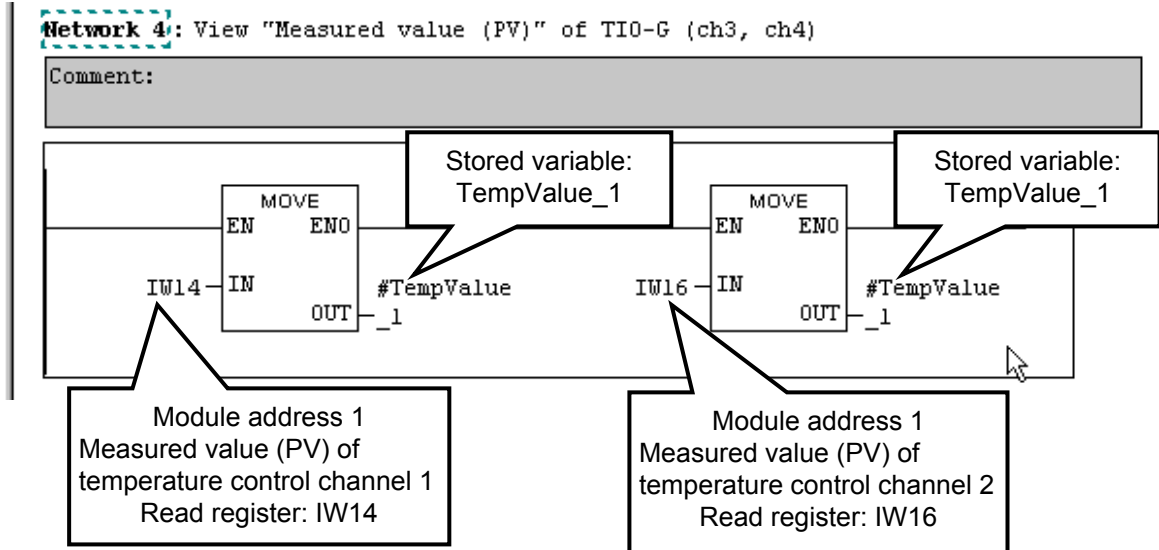 Network 4: View "Measured value (PV)" of TIO-G (ch3, ch4)
Comment:
Stored variable:
TempValue_1
Stored variable:
TempValue_1
MOVE
EN ENO
IW14 IN
#TempValue
OUT _1
MOVE
EN ENO
IW16 IN
#TempValue
OUT _1
Module address 1
Measured value (PV) of
temperature control channel 1
Read register: IW14
Module address 1
Measured value (PV) of
temperature control channel 2
Read register: IW16